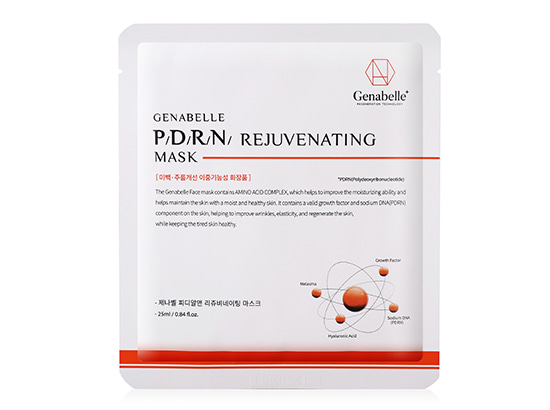 Genabelle
REGENERATION TECHNOLOGY
GENABELLE
P/D/R/N/ REJUVENATING
MASK
[ 미백·주름개선 이중기능성 화장품 ]
*PDRN(Polydeoxyribonucleotide)
The Genabelle Face mask contains AMINO ACID COMPLEX, which helps to improve the moisturizing ability and
helps maintain the skin with a moist and healthy skin. It contains a valid growth factor and sodium DNA(PDRN)
component on the skin, helping to improve wrinkles, elasticity, and regenerate the skin,
while keeping the tired skin healthy.
Growth Factor
Melasma
Sodium DNA
(PDRN)
Hyaluronic Acid
- 제나벨 피디알엔 리쥬비네이팅 마스크
- 25ml / 0.84 fl.oz.